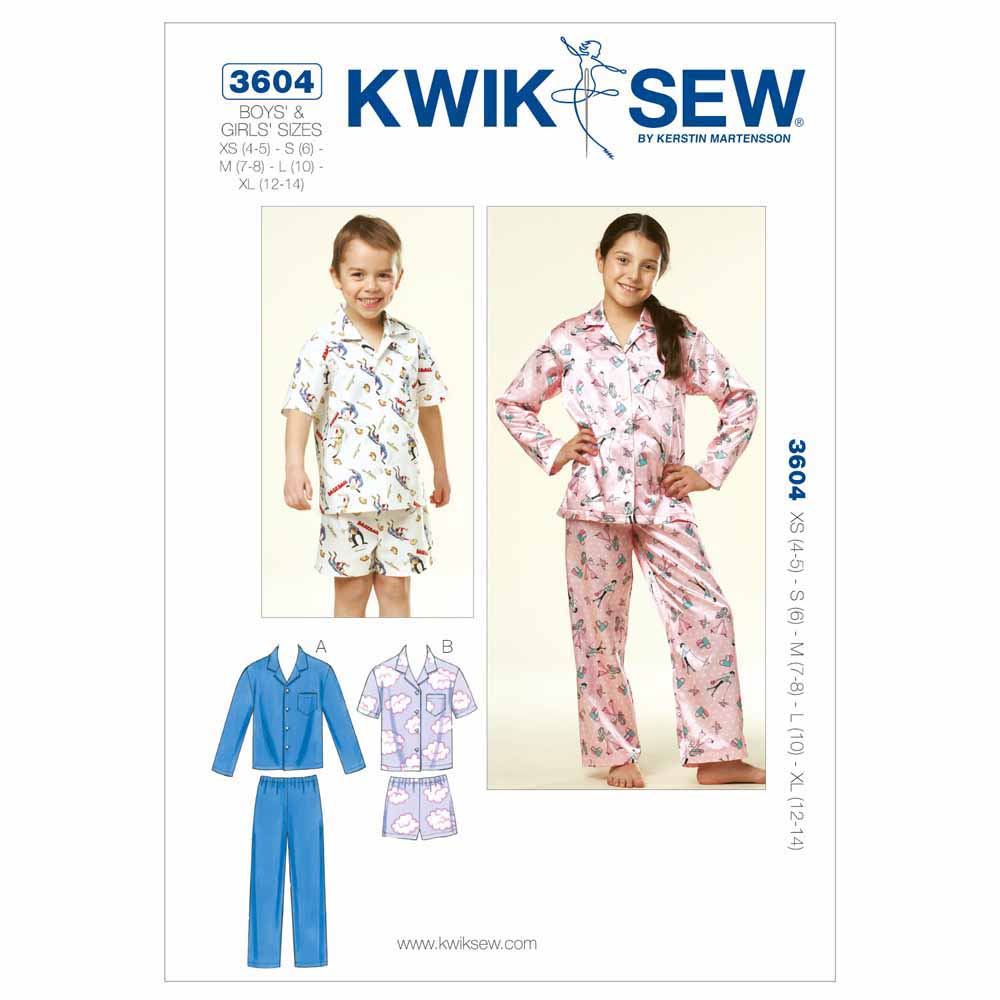 3604
BOYS' &
GIRLS' SIZES
XS (4-5) - S (6) -
M (7-8) - L (10) -
XL (12-14)
KWIK SEW®
BY KERSTIN MARTENSSON
3604 XS (4-5) - S (6) - M (7-8) - L (10) - XL (12-14)
A
B
www.kwiksew.com